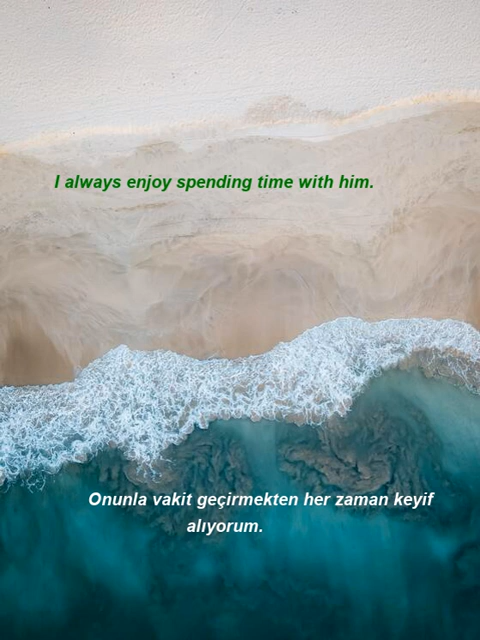 I always enjoy spending time with him.
Onunla vakit geçirmekten her zaman keyif
alıyorum.